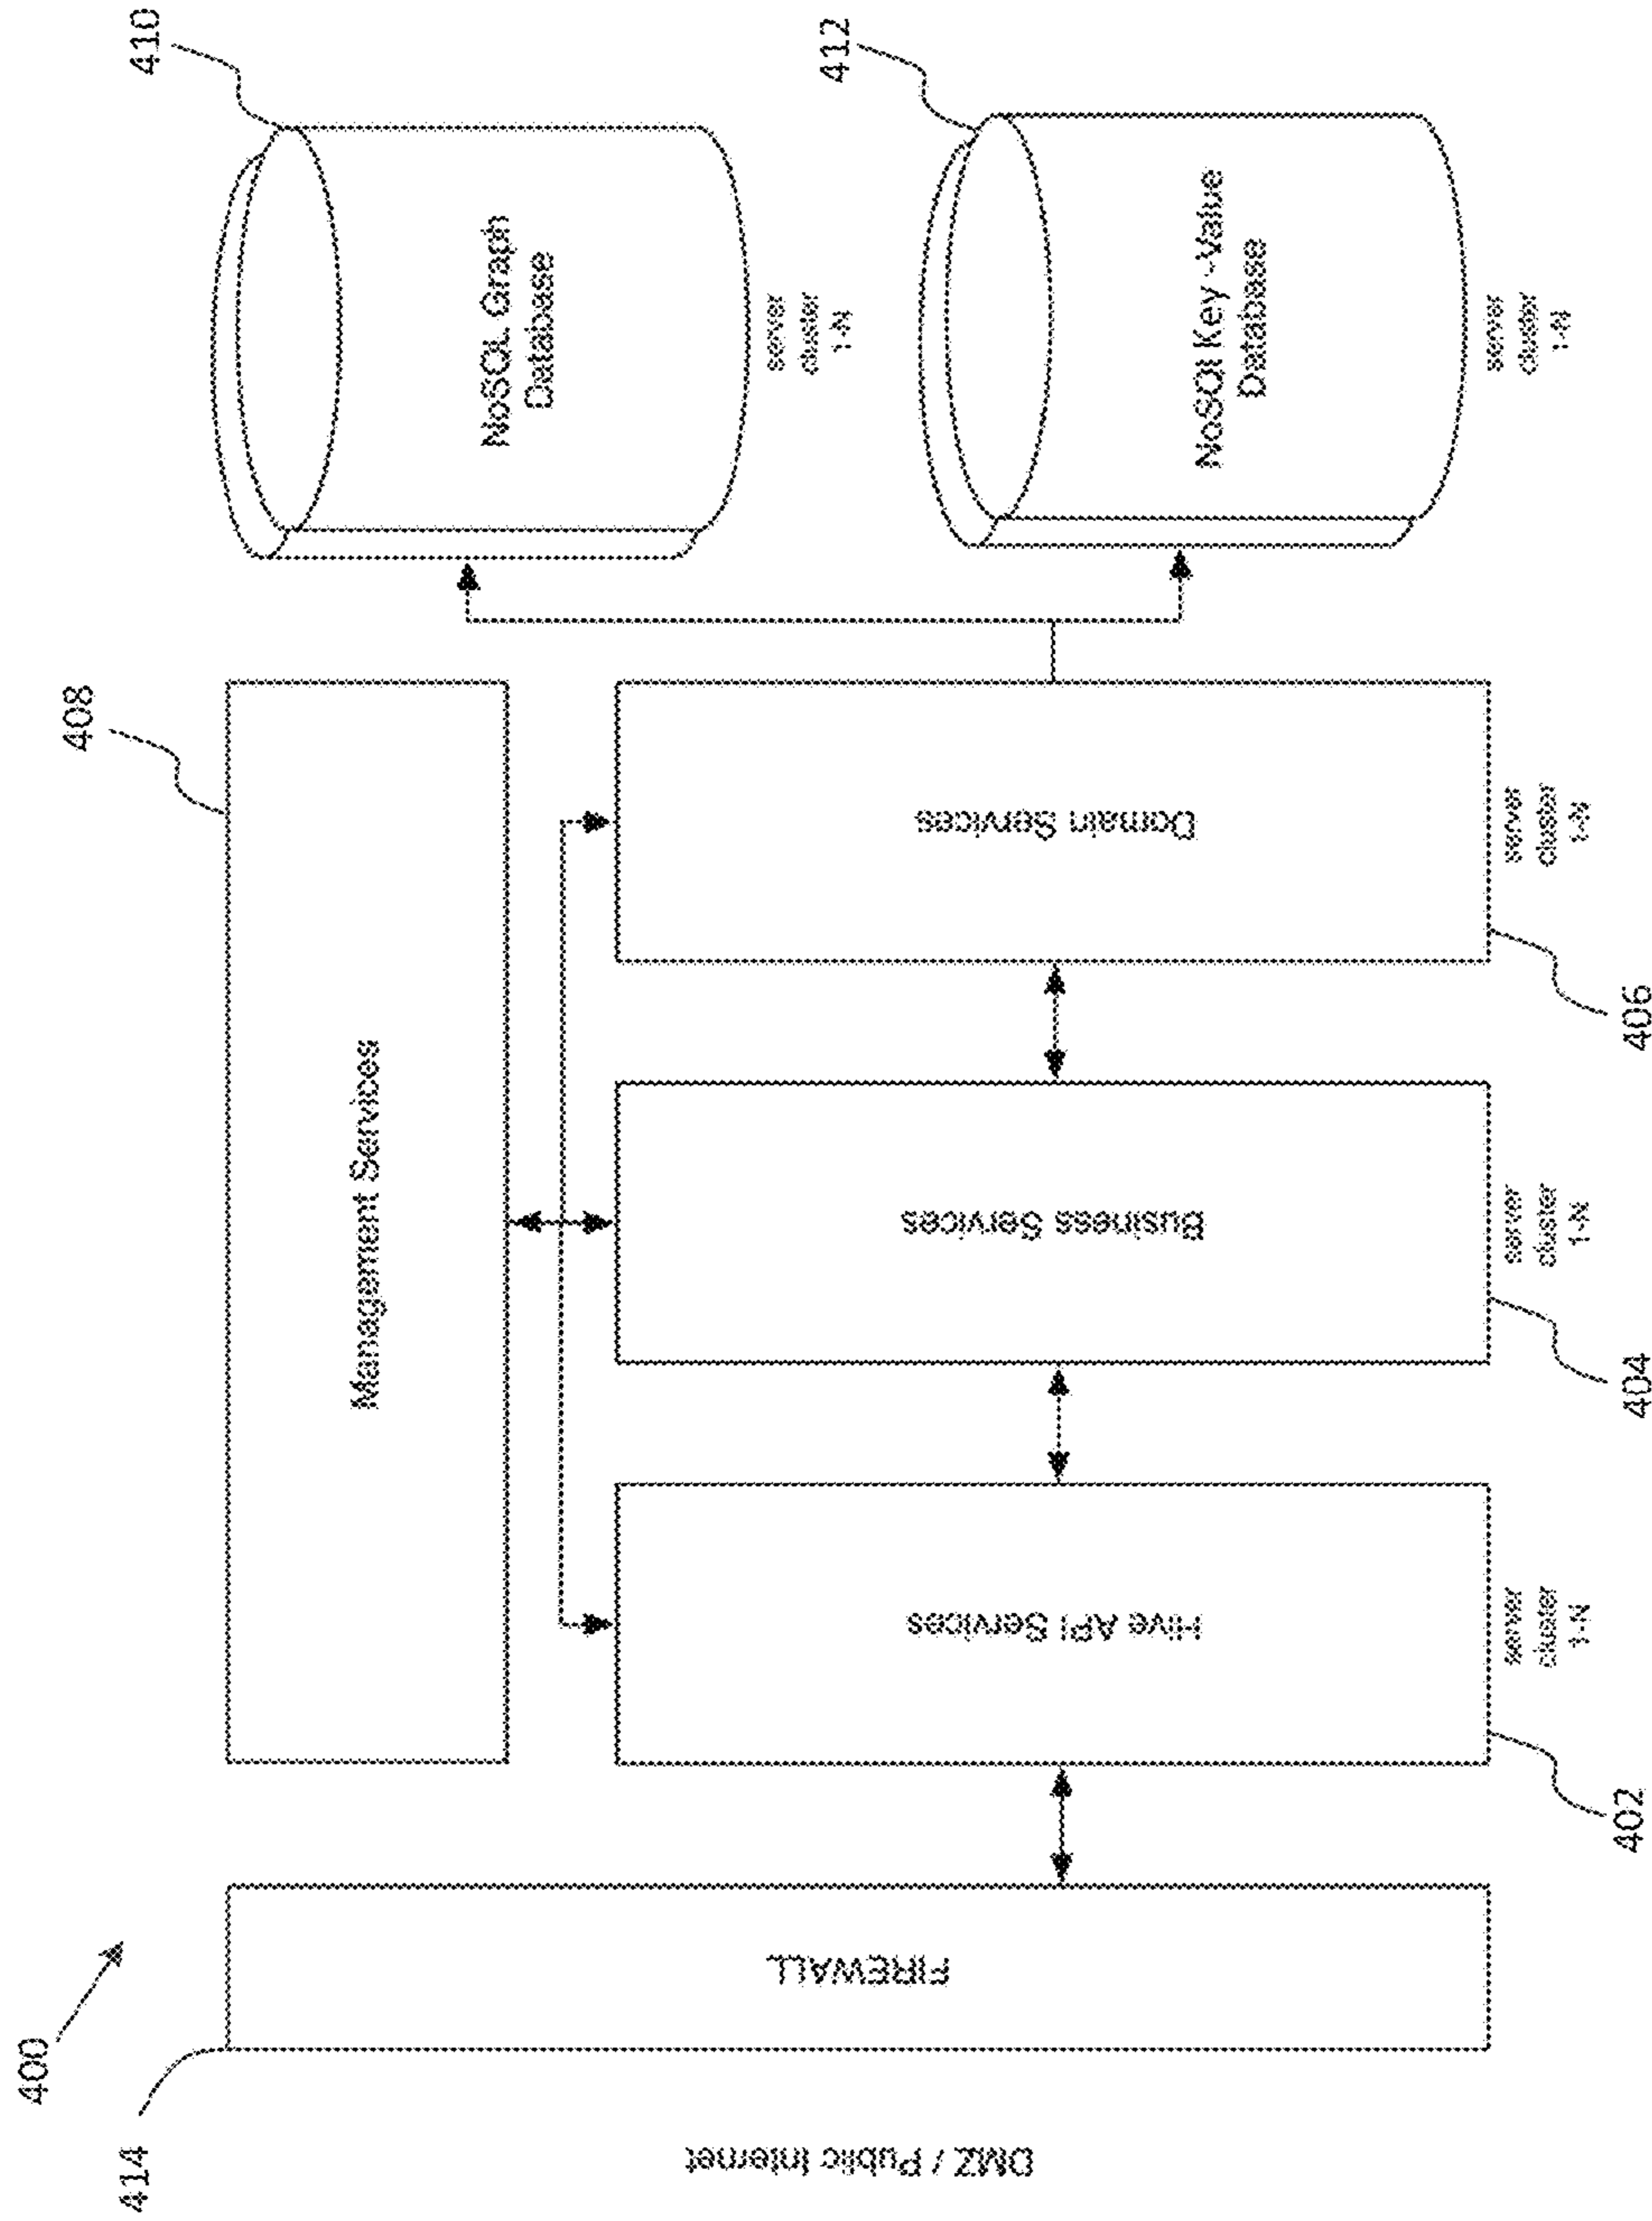 400
414
DMZ / Public Internet
FIREWALL
408
Management Services
Hive API Services
server
cluster
1-N
402
Business Services
server
cluster
1-N
404
Domain Services
server
cluster
1-N
406
410
NoSQL Graph
Database
server
cluster
1-N
412
NoSQl Key -Value
Database
server
cluster
1-N